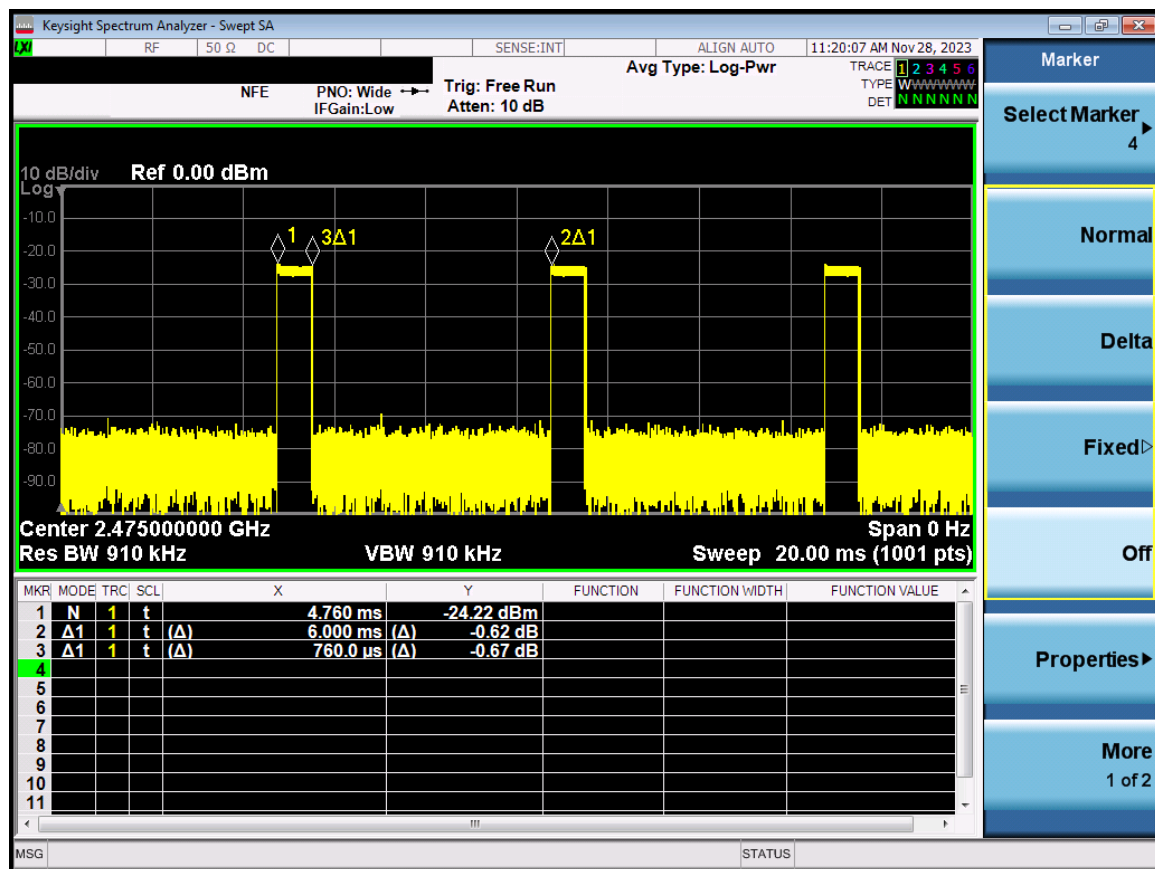 Keysight Spectrum Analyzer - Swept SA
LXI RF 50 Ω DC SENSE:INT ALIGN AUTO 11:20:07 AM Nov 28, 2023
NFE PNO: Wide Trig: Free Run Avg Type: Log-Pwr TRACE 1 2 3 4 5 6
IFGain:Low Atten: 10 dB TYPE WWWWWW
DET N N N N N N
10 dB/div Ref 0.00 dBm
Log
-10.0
1 3Δ1 2Δ1
-20.0
-30.0
-40.0
-50.0
-60.0
-70.0
-80.0
-90.0
Center 2.475000000 GHz Span 0 Hz
Res BW 910 kHz VBW 910 kHz Sweep 20.00 ms (1001 pts)
MKR MODE TRC SCL X Y FUNCTION FUNCTION WIDTH FUNCTION VALUE
1 N 1 t 4.760 ms -24.22 dBm
2 Δ1 1 t (Δ) 6.000 ms (Δ) -0.62 dB
3 Δ1 1 t (Δ) 760.0 µs (Δ) -0.67 dB
4
5
6
7
8
9
10
11
MSG STATUS
Marker
Select Marker
4
Normal
Delta
Fixed
Off
Properties
More
1 of 2